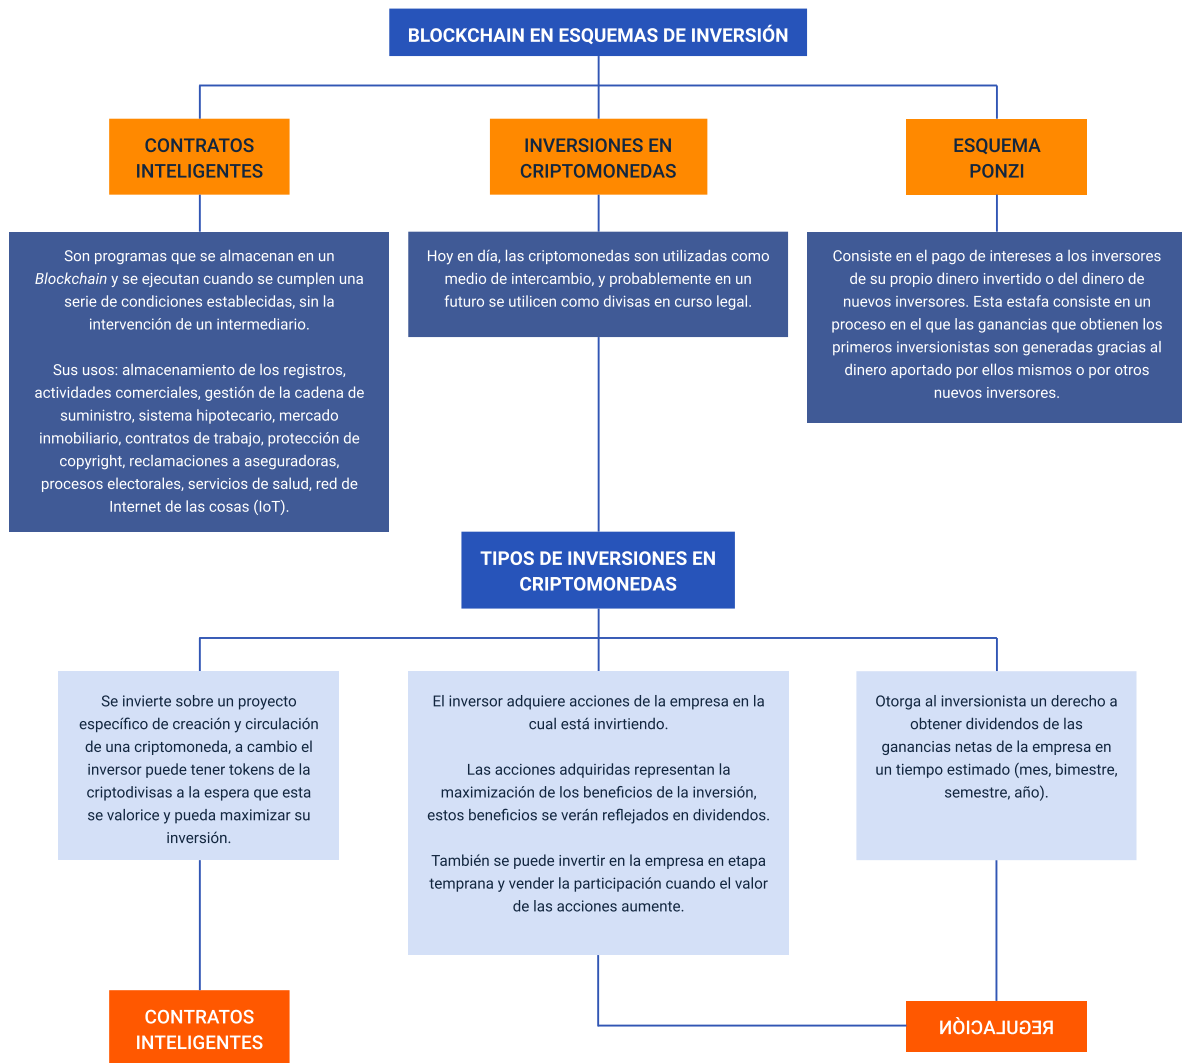 BLOCKCHAIN EN ESQUEMAS DE INVERSIÓN
CONTRATOS
INTELIGENTES
INVERSIONES EN
CRIPTOMONEDAS
ESQUEMA
PONZI
Son programas que se almacenan en un
Blockchain y se ejecutan cuando se cumplen una
serie de condiciones establecidas, sin la
intervención de un intermediario.
Sus usos: almacenamiento de los registros,
actividades comerciales, gestión de la cadena de
suministro, sistema hipotecario, mercado
inmobiliario, contratos de trabajo, protección de
copyright, reclamaciones a aseguradoras,
procesos electorales, servicios de salud, red de
Internet de las cosas (IoT).
Hoy en día, las criptomonedas son utilizadas como
medio de intercambio, y probablemente en un
futuro se utilicen como divisas en curso legal.
Consiste en el pago de intereses a los inversores
de su propio dinero invertido o del dinero de
nuevos inversores. Esta estafa consiste en un
proceso en el que las ganancias que obtienen los
primeros inversionistas son generadas gracias al
dinero aportado por ellos mismos o por otros
nuevos inversores.
TIPOS DE INVERSIONES EN
CRIPTOMONEDAS
Se invierte sobre un proyecto
específico de creación y circulación
de una criptomoneda, a cambio el
inversor puede tener tokens de la
criptodivisas a la espera que esta
se valorice y pueda maximizar su
inversión.
El inversor adquiere acciones de la empresa en la
cual está invirtiendo.
Las acciones adquiridas representan la
maximización de los beneficios de la inversión,
estos beneficios se verán reflejados en dividendos.
También se puede invertir en la empresa en etapa
temprana y vender la participación cuando el valor
de las acciones aumente.
Otorga al inversionista un derecho a
obtener dividendos de las
ganancias netas de la empresa en
un tiempo estimado (mes, bimestre,
semestre, año).
CONTRATOS
INTELIGENTES
REGULACIÓN